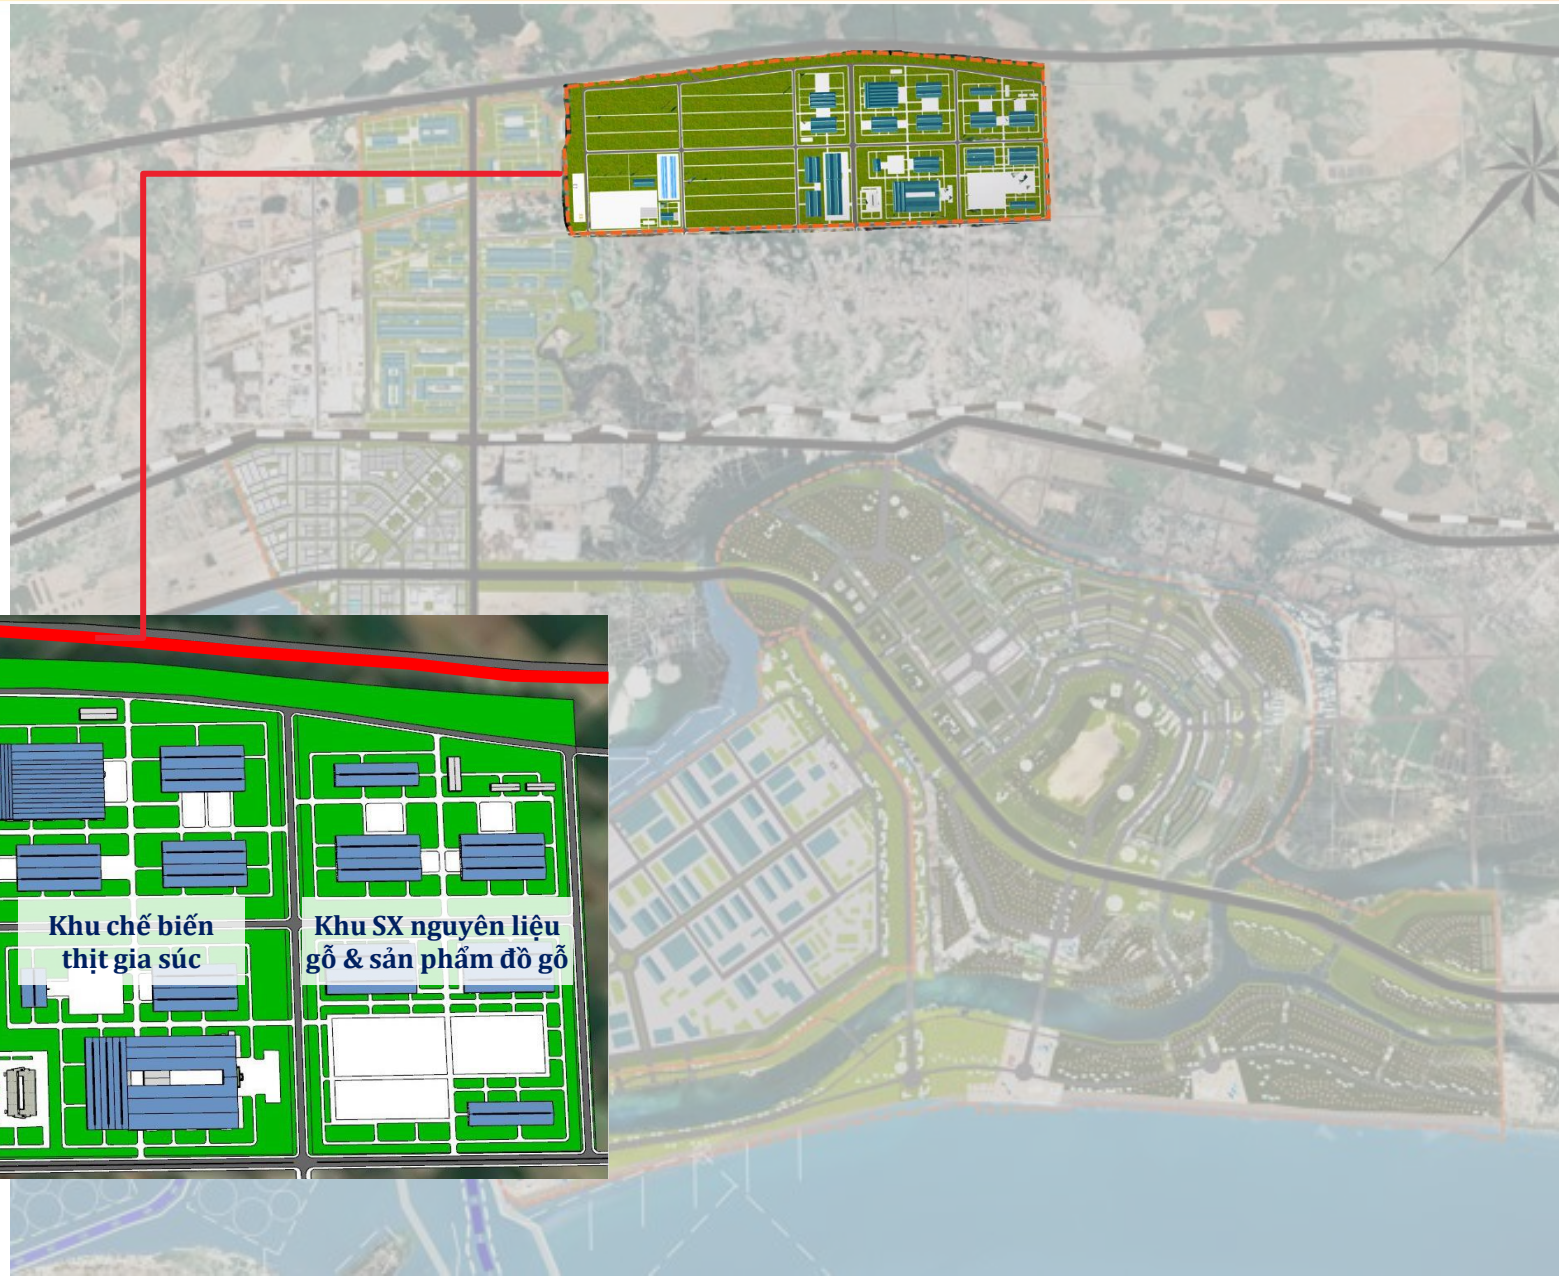 Khu chế biến
thịt gia súc
Khu SX nguyên liệu
gỗ & sản phẩm đồ gỗ